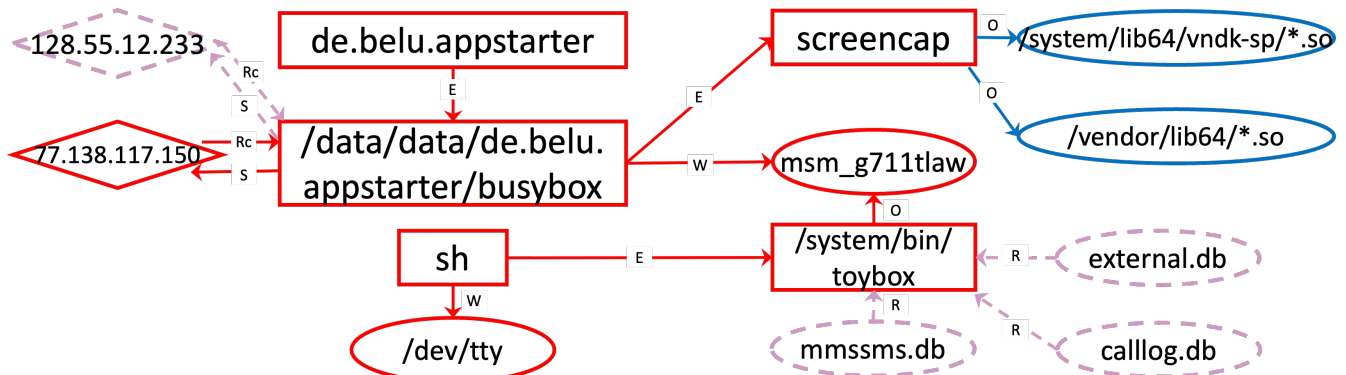 128.55.12.233
de.belu.appstarter
screencap
O
/system/lib64/vndk-sp/*.so
Rc
S
E
E
O
77.138.117.150
Rc
S
/data/data/de.belu.
appstarter/busybox
W
msm_g711tlaw
/vendor/lib64/*.so
O
sh
E
/system/bin/
toybox
R
external.db
W
R
R
/dev/tty
mmssms.db
calllog.db